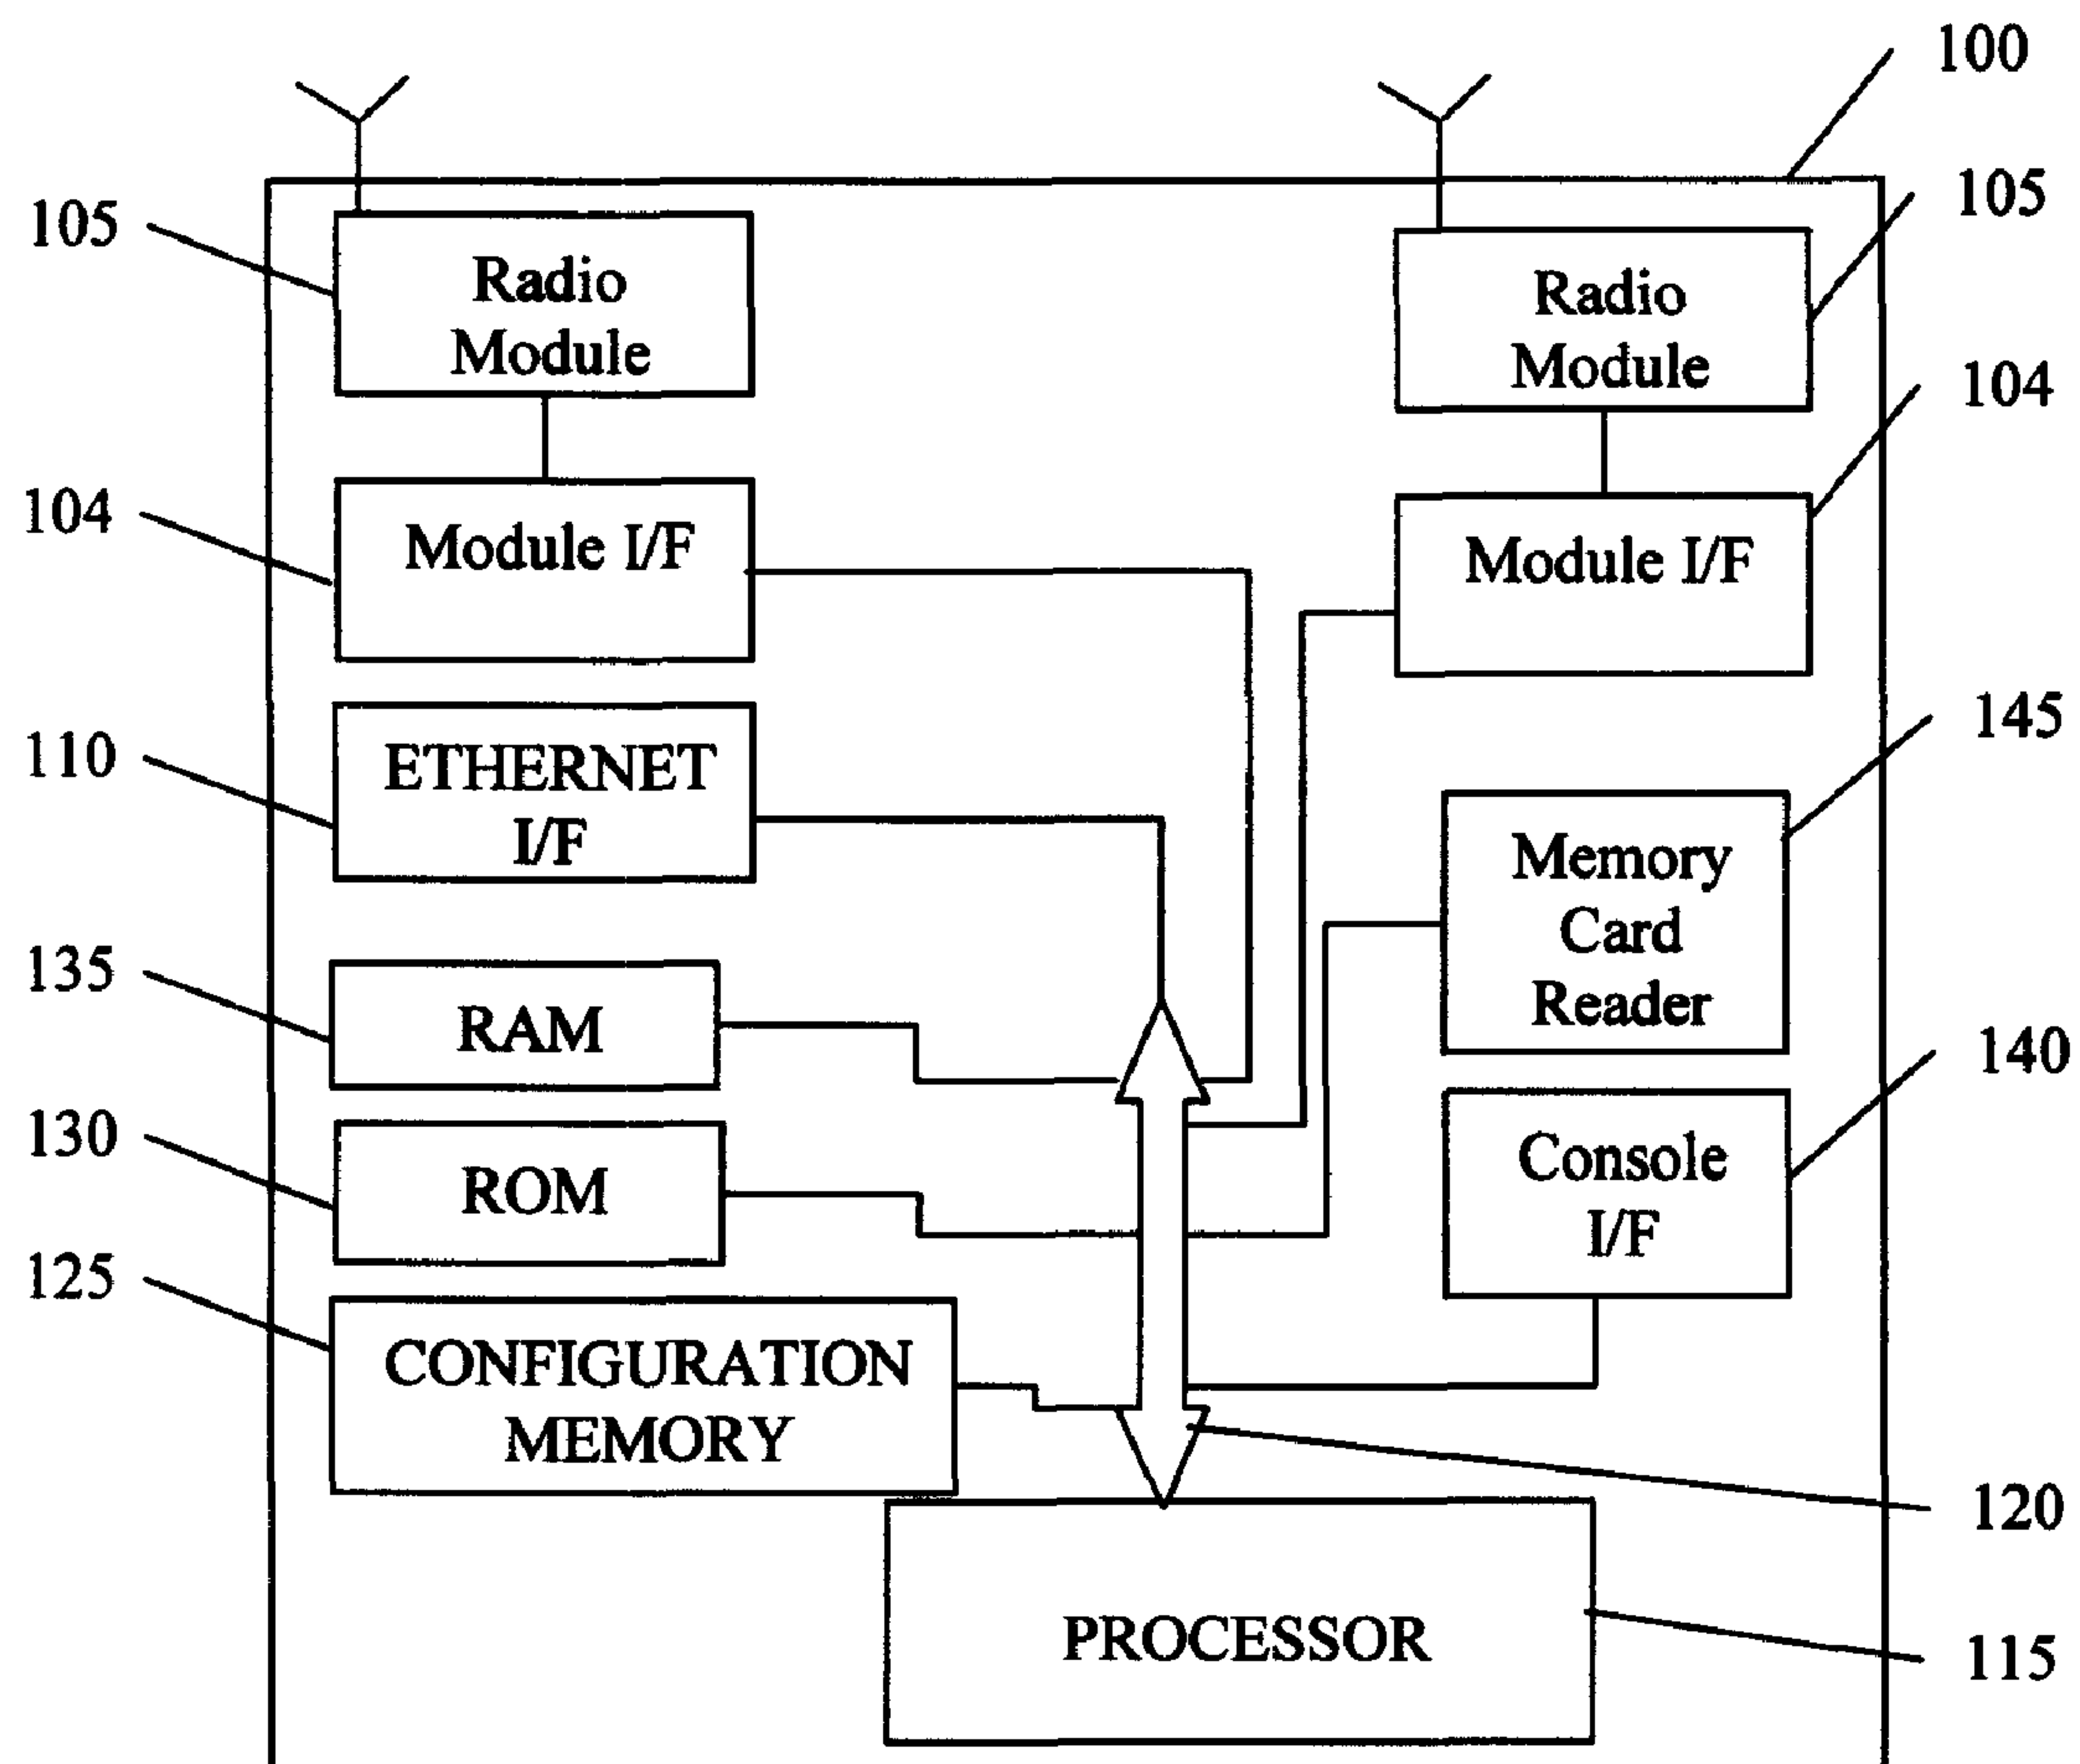 100
105
105
Radio
Module
Radio
Module
104
104
Module I/F
Module I/F
110
ETHERNET
I/F
145
Memory
Card
Reader
135
RAM
140
130
ROM
Console
I/F
125
CONFIGURATION
MEMORY
120
PROCESSOR
115